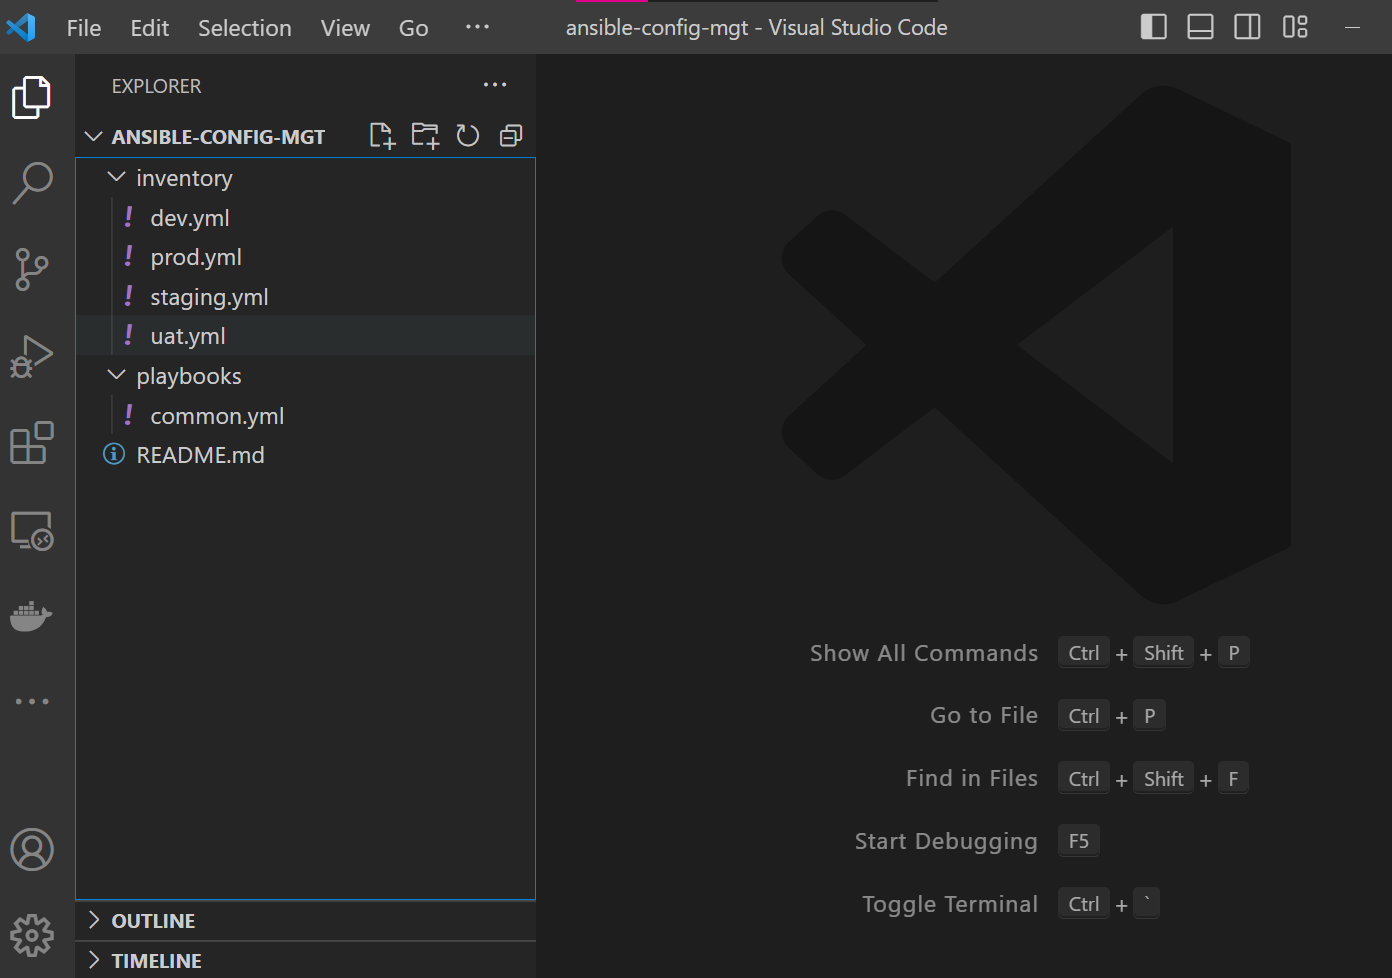 File Edit Selection View Go ··· ansible-config-mgt - Visual Studio Code
EXPLORER ···
ANSIBLE-CONFIG-MGT
inventory
! dev.yml
! prod.yml
! staging.yml
! uat.yml
playbooks
! common.yml
README.md
Show All Commands Ctrl + Shift + P
Go to File Ctrl + P
Find in Files Ctrl + Shift + F
Start Debugging F5
Toggle Terminal Ctrl + `
OUTLINE
TIMELINE